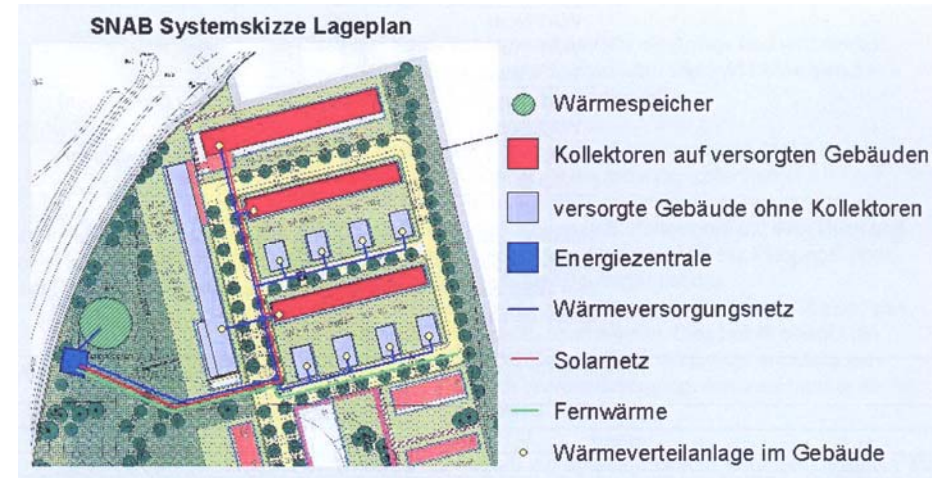 SNAB Systemskizze Lageplan
Wärmespeicher
Kollektoren auf versorgten Gebäuden
versorgte Gebäude ohne Kollektoren
Energiezentrale
Wärmeversorgungsnetz
Solarnetz
Fernwärme
Wärmeverteilanlage im Gebäude